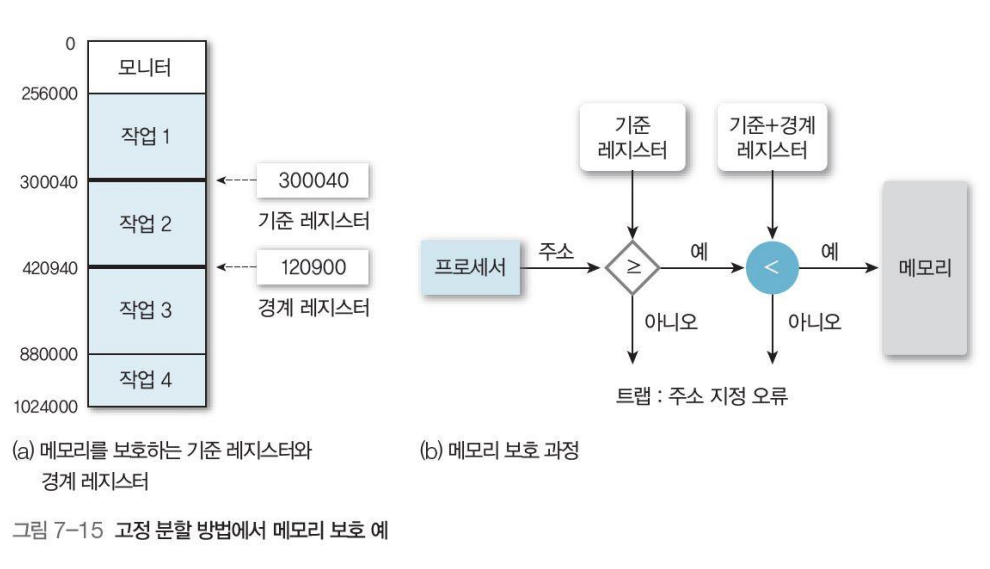 0
모니터
256000
작업 1
300040
300040
기준 레지스터
작업 2
420940
120900
경계 레지스터
작업 3
880000
작업 4
1024000
(a) 메모리를 보호하는 기준 레지스터와
경계 레지스터
기준
레지스터
기준+경계
레지스터
프로세서
주소
≥
예
<
예
메모리
아니오
아니오
트랩 : 주소 지정 오류
(b) 메모리 보호 과정
그림 7-15 고정 분할 방법에서 메모리 보호 예